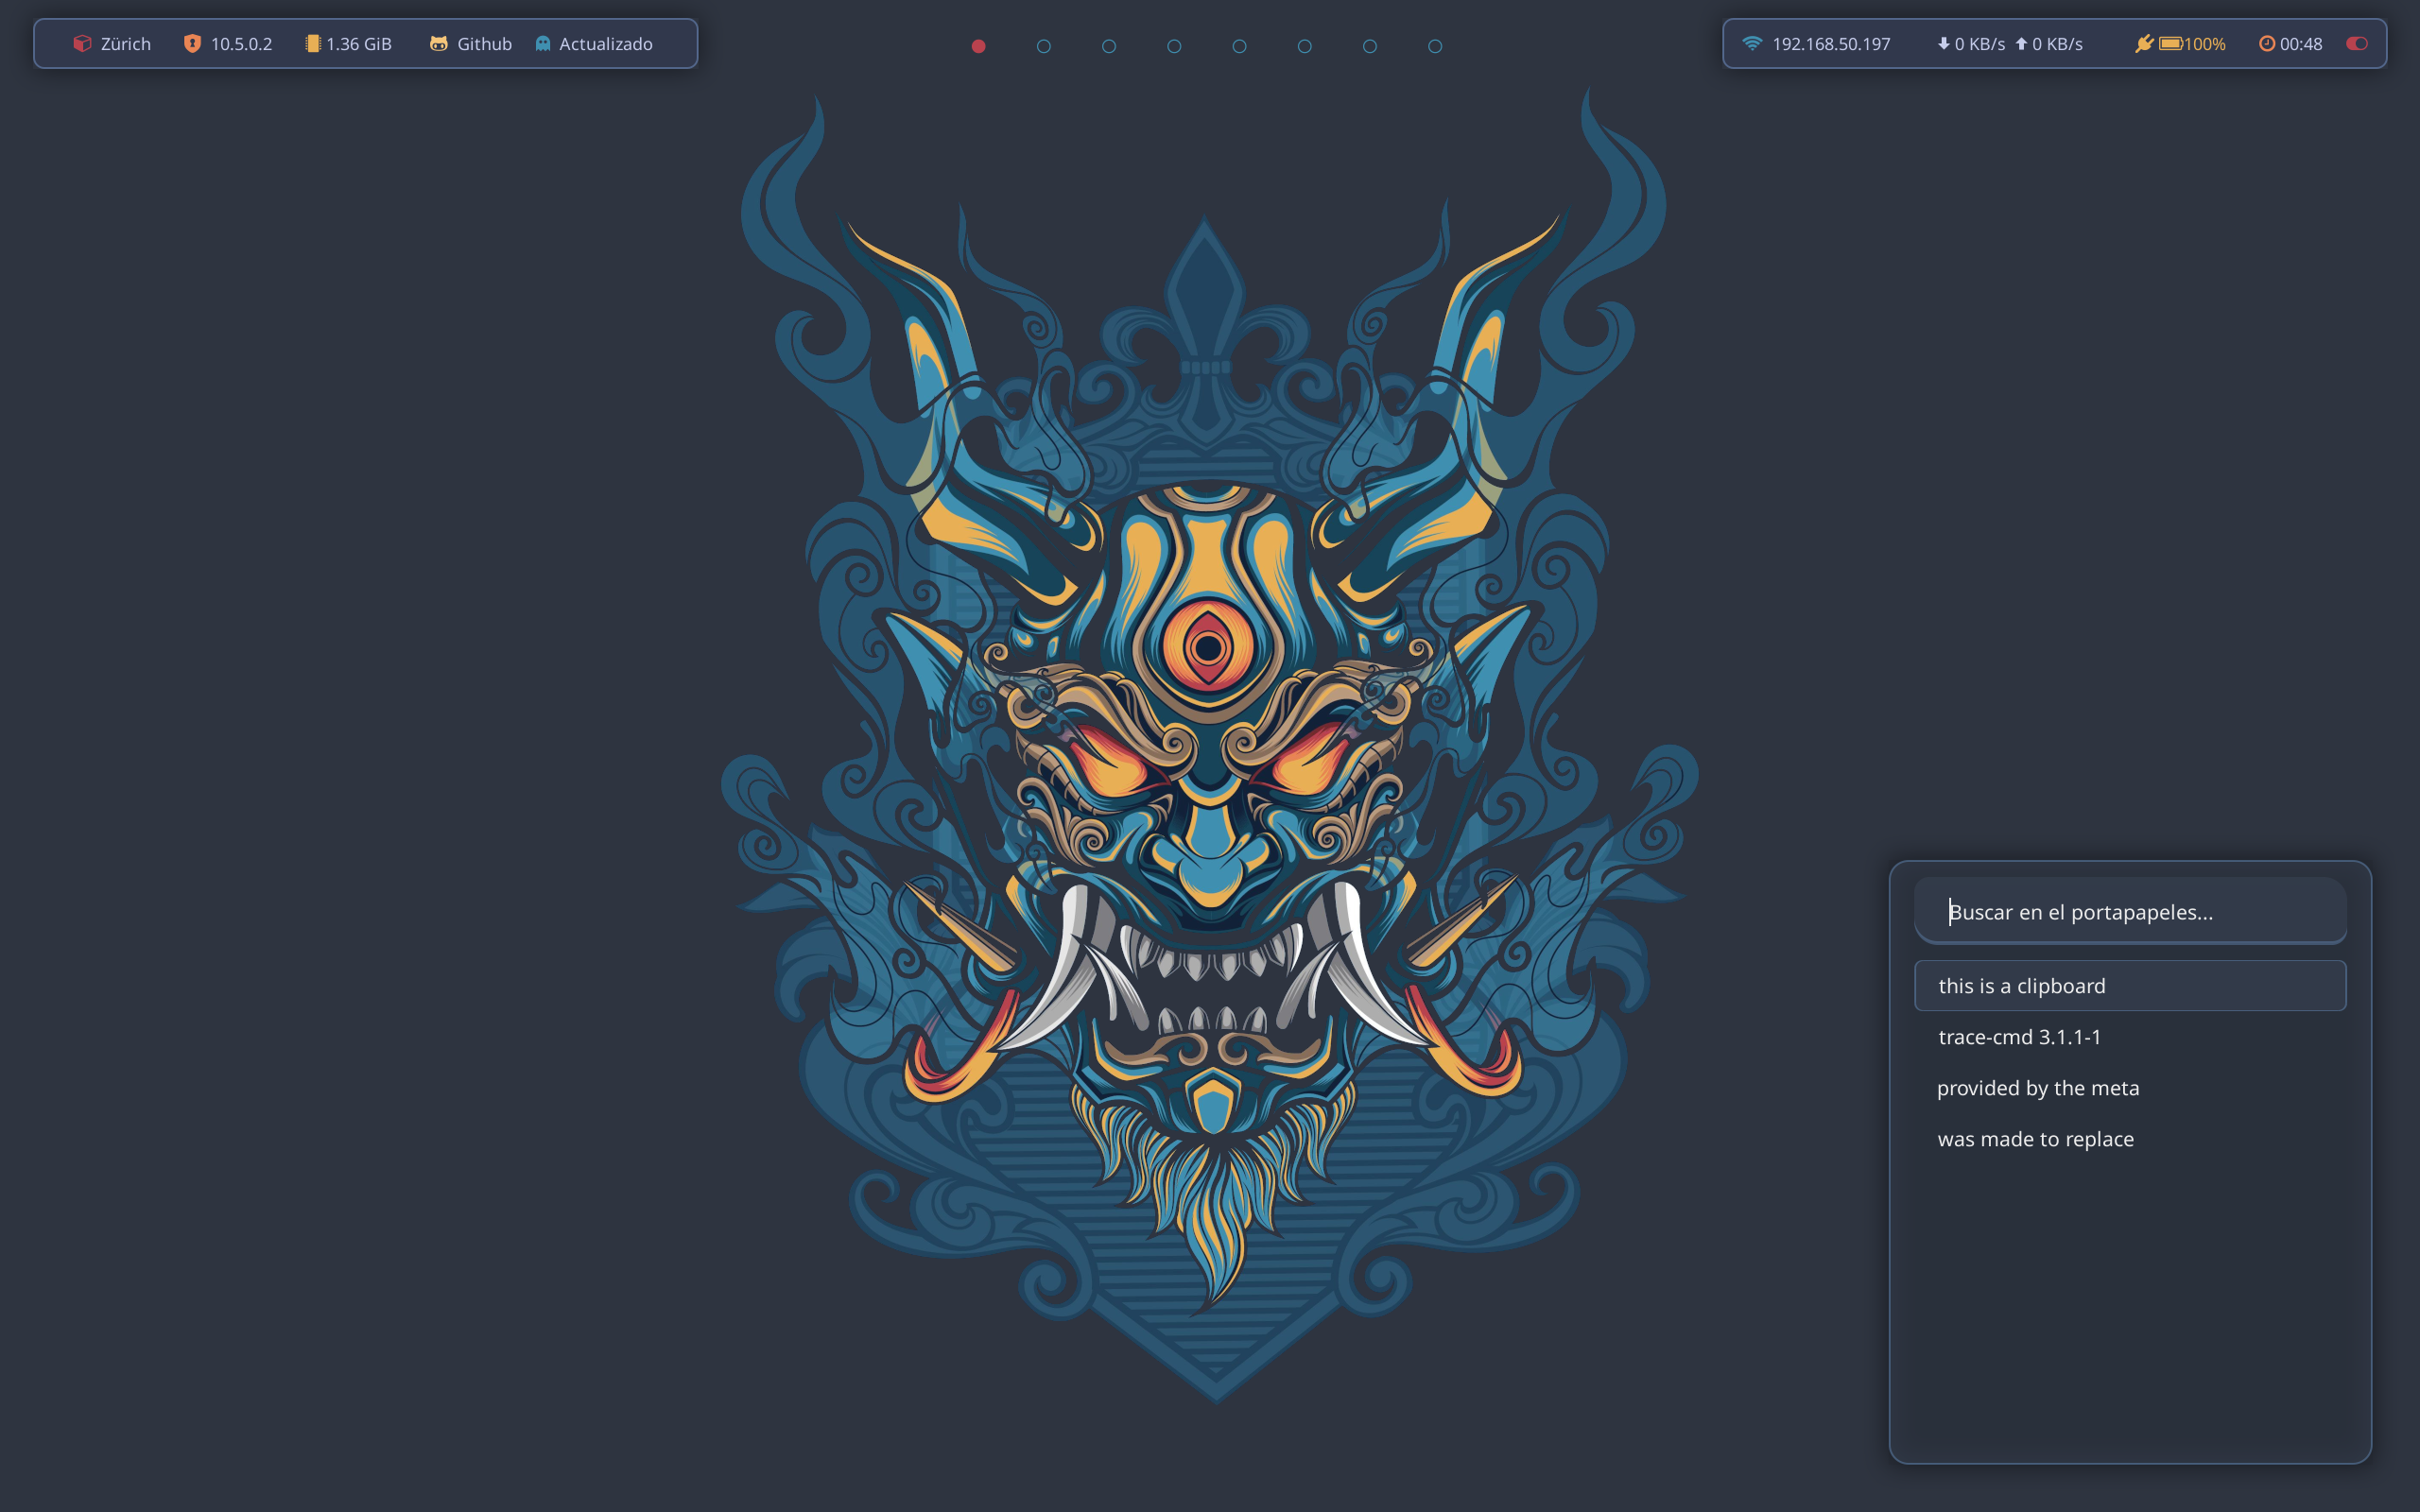 Zürich 10.5.0.2 1.36 GiB Github Actualizado
192.168.50.197 0 KB/s 0 KB/s 100% 00:48
Buscar en el portapapeles...
this is a clipboard
trace-cmd 3.1.1-1
provided by the meta
was made to replace